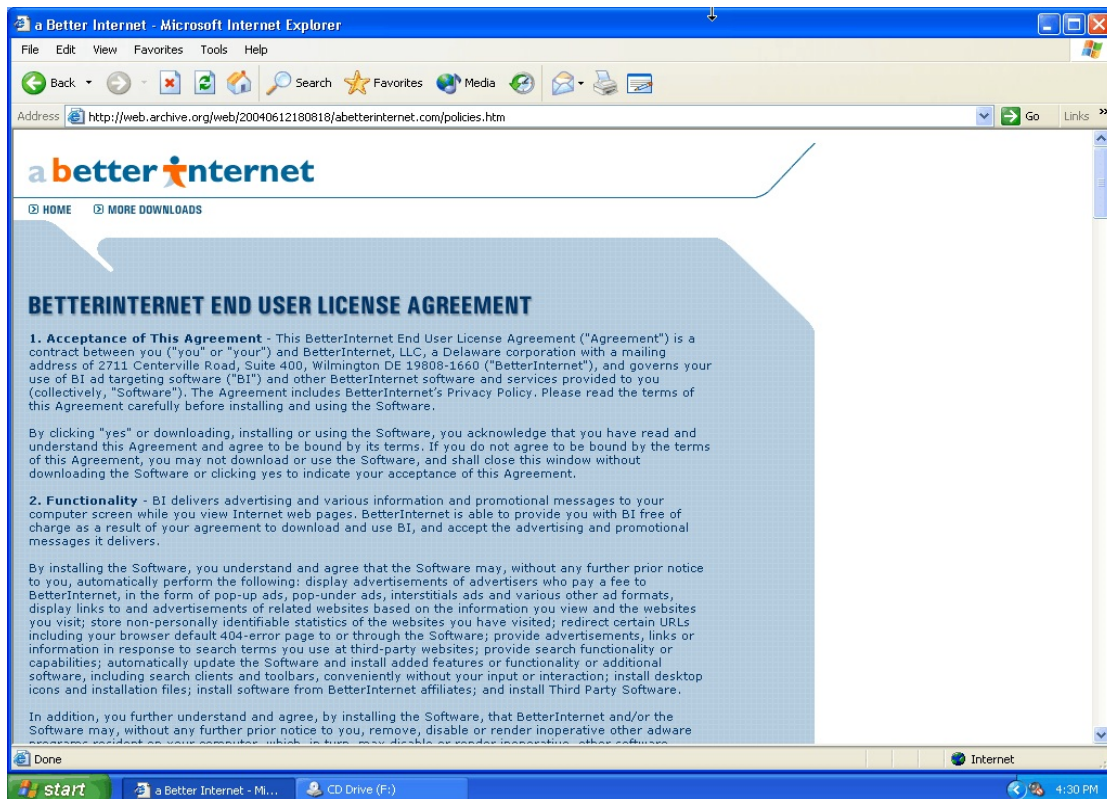 a Better Internet - Microsoft Internet Explorer
File Edit View Favorites Tools Help
Back Search Favorites Media
Address http://web.archive.org/web/20040612180818/abetterinternet.com/policies.htm Go Links »
a better internet
HOME MORE DOWNLOADS
BETTERINTERNET END USER LICENSE AGREEMENT
1. Acceptance of This Agreement - This BetterInternet End User License Agreement ("Agreement") is a
contract between you ("you" or "your") and BetterInternet, LLC, a Delaware corporation with a mailing
address of 2711 Centerville Road, Suite 400, Wilmington DE 19808-1660 ("BetterInternet"), and governs your
use of BI ad targeting software ("BI") and other BetterInternet software and services provided to you
(collectively, "Software"). The Agreement includes BetterInternet's Privacy Policy. Please read the terms of
this Agreement carefully before installing and using the Software.
By clicking "yes" or downloading, installing or using the Software, you acknowledge that you have read and
understand this Agreement and agree to be bound by its terms. If you do not agree to be bound by the terms
of this Agreement, you may not download or use the Software, and shall close this window without
downloading the Software or clicking yes to indicate your acceptance of this Agreement.
2. Functionality - BI delivers advertising and various information and promotional messages to your
computer screen while you view Internet web pages. BetterInternet is able to provide you with BI free of
charge as a result of your agreement to download and use BI, and accept the advertising and promotional
messages it delivers.
By installing the Software, you understand and agree that the Software may, without any further prior notice
to you, automatically perform the following: display advertisements of advertisers who pay a fee to
BetterInternet, in the form of pop-up ads, pop-under ads, interstitials ads and various other ad formats,
display links to and advertisements of related websites based on the information you view and the websites
you visit; store non-personally identifiable statistics of the websites you have visited; redirect certain URLs
including your browser default 404-error page to or through the Software; provide advertisements, links or
information in response to search terms you use at third-party websites; provide search functionality or
capabilities; automatically update the Software and install added features or functionality or additional
software, including search clients and toolbars, conveniently without your input or interaction; install desktop
icons and installation files; install software from BetterInternet affiliates; and install Third Party Software.
In addition, you further understand and agree, by installing the Software, that BetterInternet and/or the
Software may, without any further prior notice to you, remove, disable or render inoperative other adware
programs resident on your computer, which, in turn, may disable or render inoperative, other software
Done Internet
start a Better Internet - Mi... CD Drive (F:) 4:30 PM